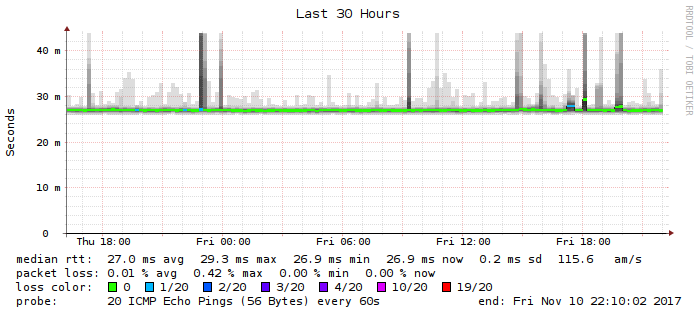 Last 30 Hours
RRDTOOL / TOBI OETIKER
Seconds
40 m
30 m
20 m
10 m
0
Thu 18:00 Fri 00:00 Fri 06:00 Fri 12:00 Fri 18:00
median rtt: 27.0 ms avg 29.3 ms max 26.9 ms min 26.9 ms now 0.2 ms sd 115.6 am/s
packet loss: 0.01 % avg 0.42 % max 0.00 % min 0.00 % now
loss color: 0 1/20 2/20 3/20 4/20 10/20 19/20
probe: 20 ICMP Echo Pings (56 Bytes) every 60s end: Fri Nov 10 22:10:02 2017